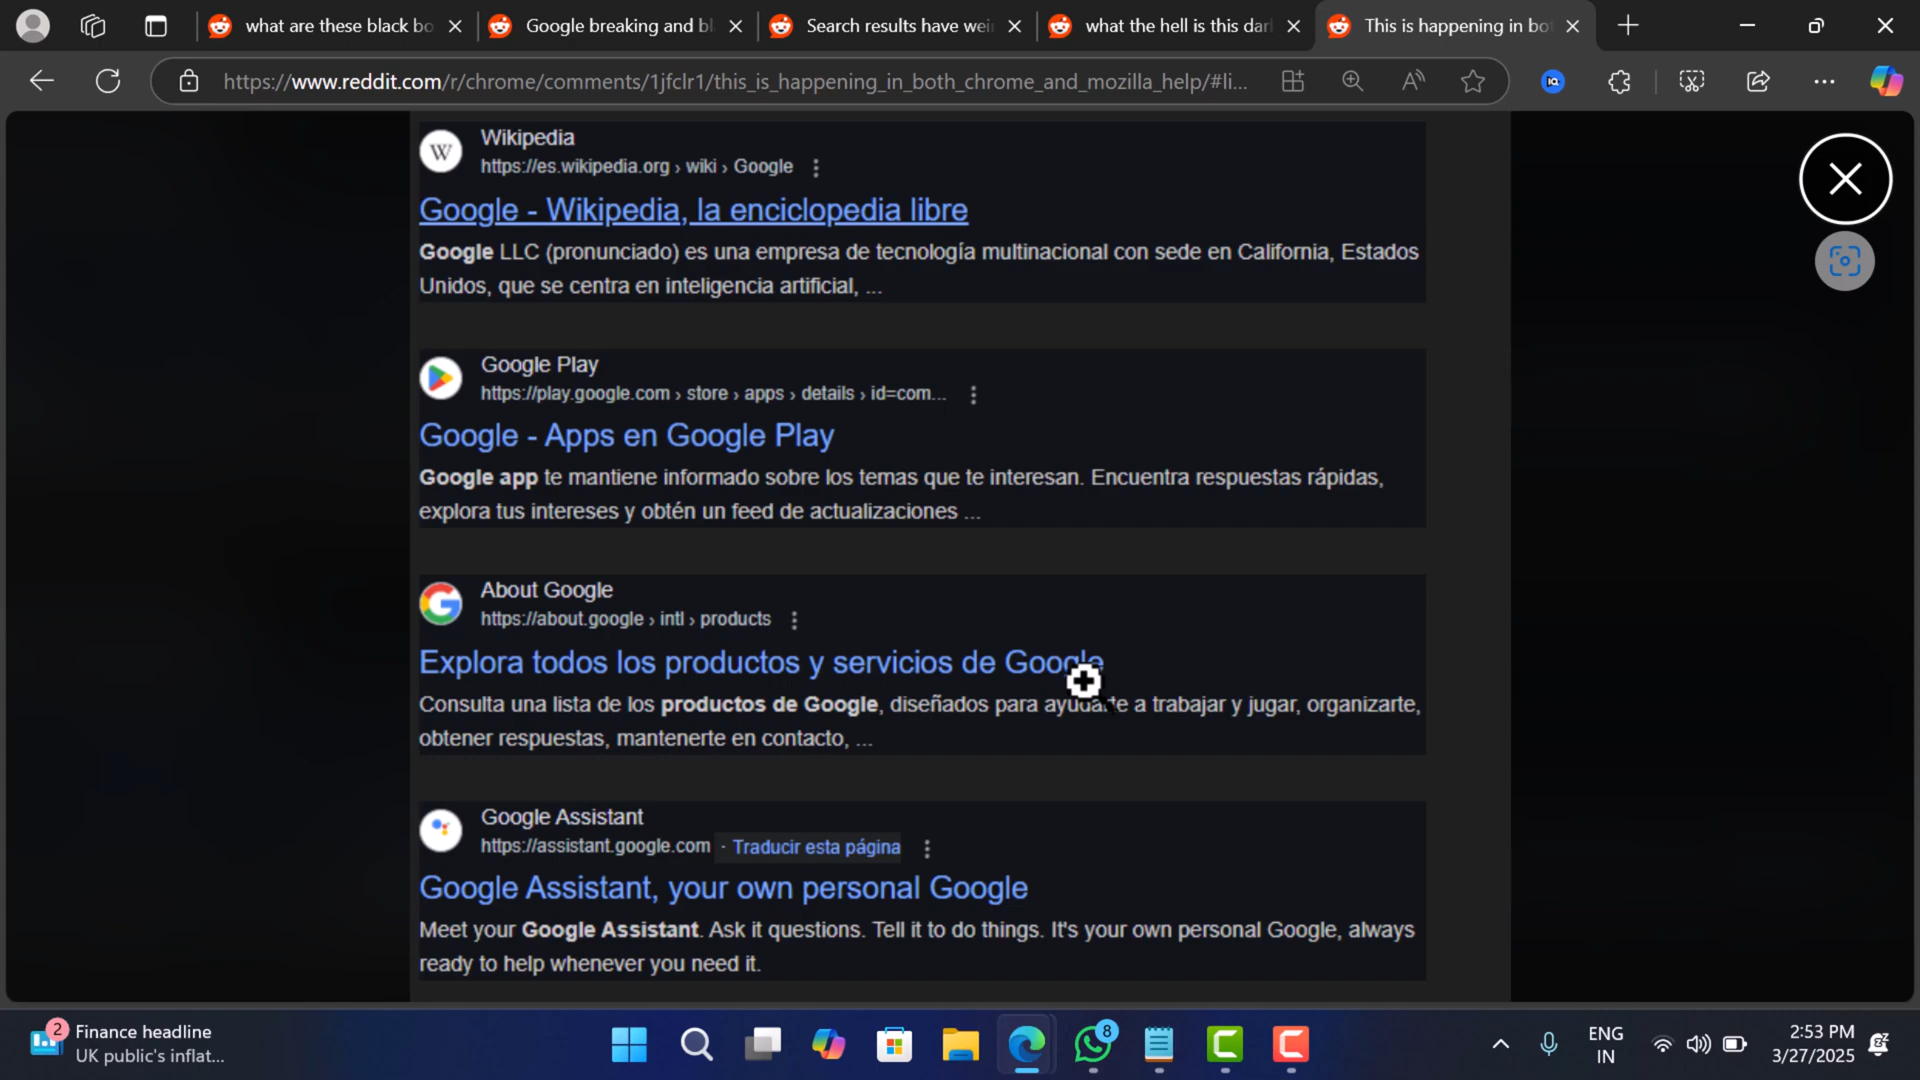 what are these black bo
Google breaking and bl
Search results have wei
what the hell is this dar
This is happening in bot
https://www.reddit.com/r/chrome/comments/1jfclr1/this_is_happening_in_both_chrome_and_mozilla_help/#li...
Wikipedia
https://es.wikipedia.org › wiki › Google
Google - Wikipedia, la enciclopedia libre
Google LLC (pronunciado) es una empresa de tecnología multinacional con sede en California, Estados
Unidos, que se centra en inteligencia artificial, ...
Google Play
https://play.google.com › store › apps › details › id=com...
Google - Apps en Google Play
Google app te mantiene informado sobre los temas que te interesan. Encuentra respuestas rápidas,
explora tus intereses y obtén un feed de actualizaciones ...
About Google
https://about.google › intl › products
Explora todos los productos y servicios de Google
Consulta una lista de los productos de Google, diseñados para ayudarte a trabajar y jugar, organizarte,
obtener respuestas, mantenerte en contacto, ...
Google Assistant
https://assistant.google.com · Traducir esta página
Google Assistant, your own personal Google
Meet your Google Assistant. Ask it questions. Tell it to do things. It's your own personal Google, always
ready to help whenever you need it.
2
Finance headline
UK public's inflat...
8
ENG
IN
2:53 PM
3/27/2025